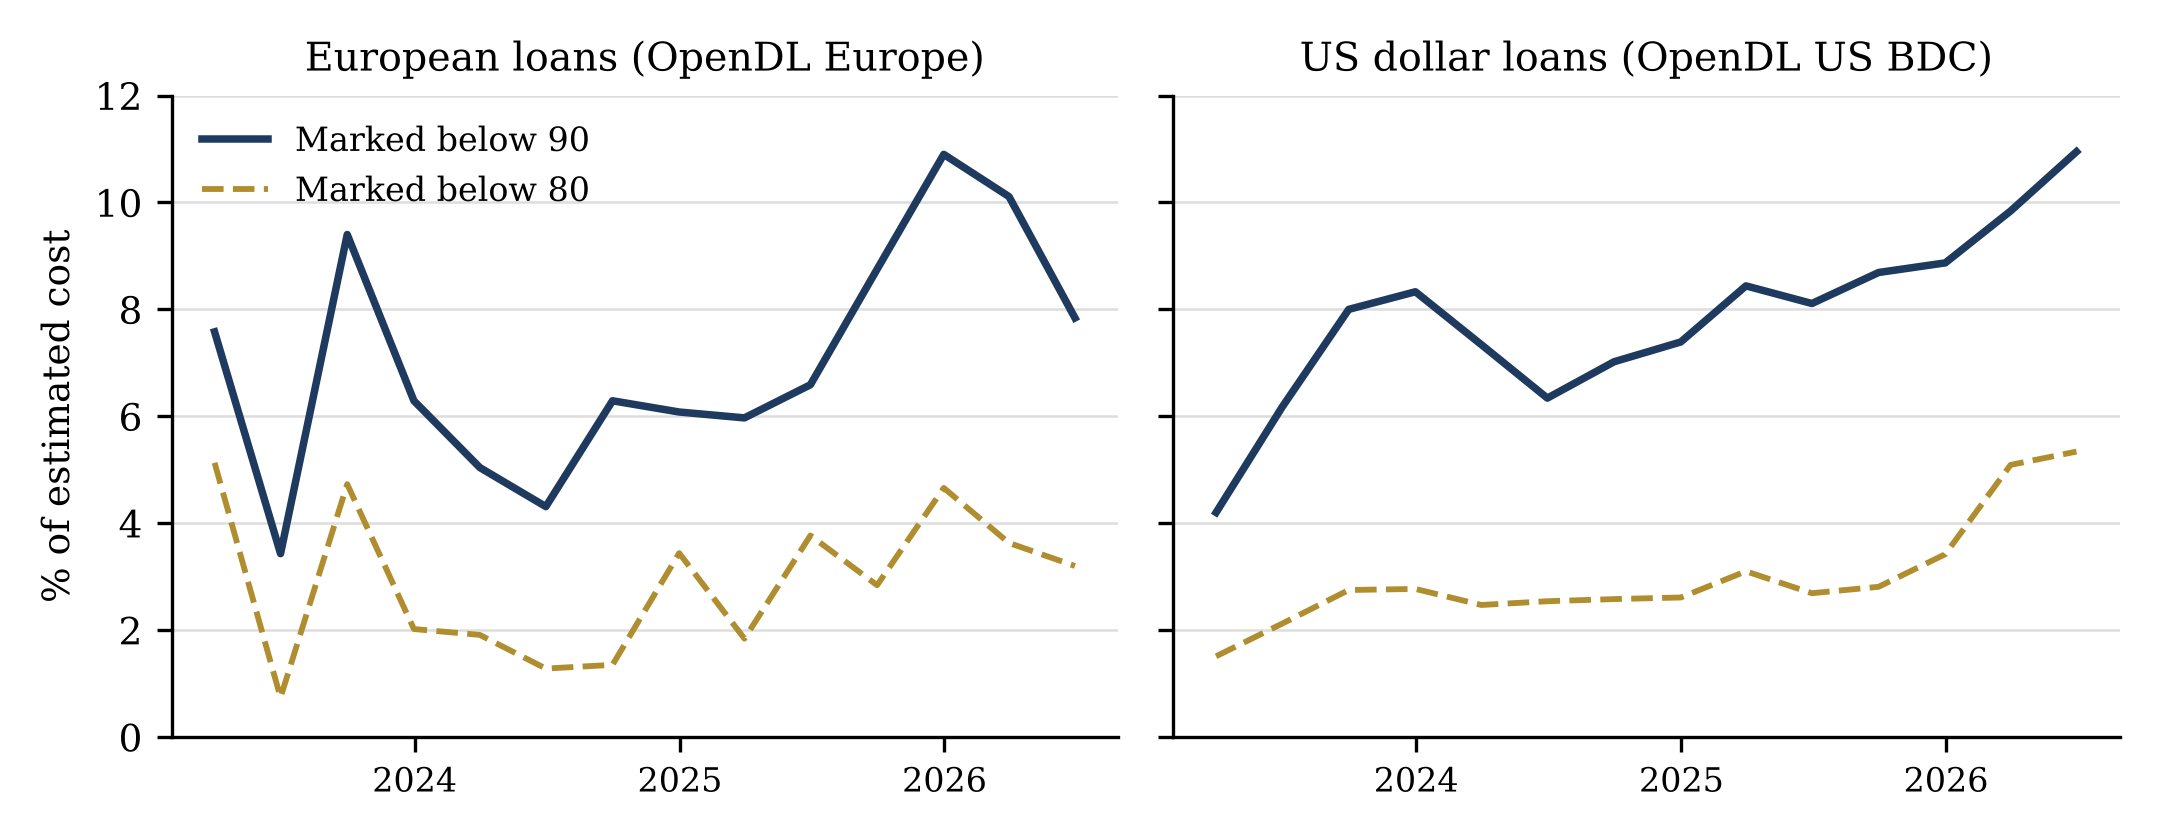 European loans (OpenDL Europe)
US dollar loans (OpenDL US BDC)
Marked below 90
Marked below 80
% of estimated cost
12
10
8
6
4
2
0
2024 2025 2026
2024 2025 2026